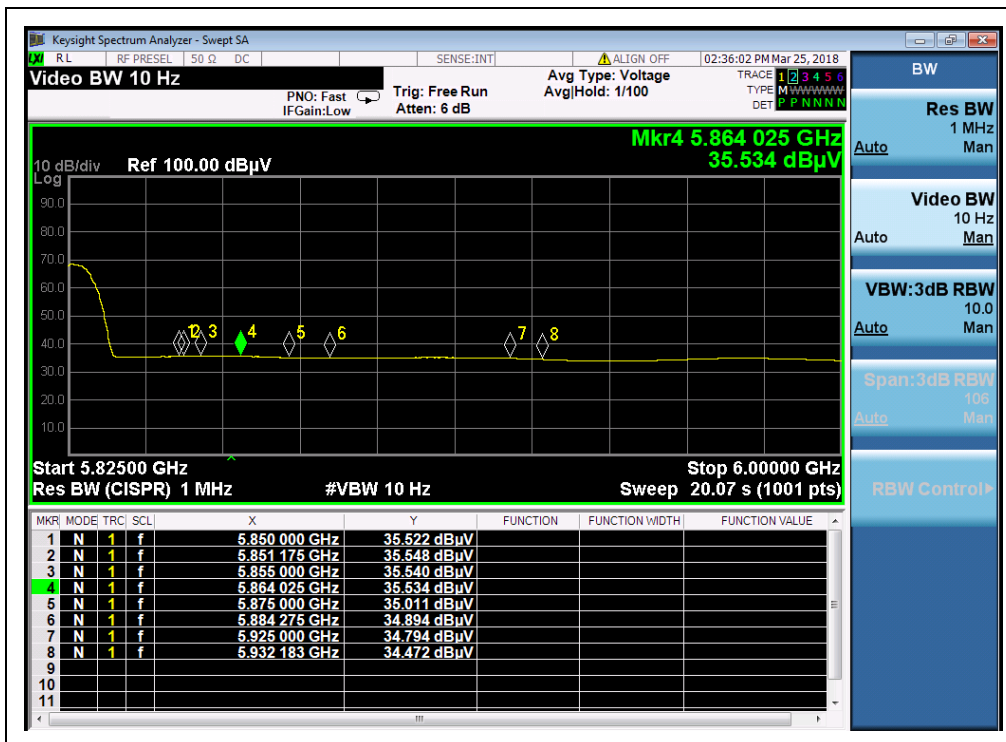 Keysight Spectrum Analyzer - Swept SA
LXI RL RF PRESEL 50 Ω DC SENSE:INT ALIGN OFF 02:36:02 PM Mar 25, 2018
Video BW 10 Hz
PNO: Fast
IFGain:Low
Trig: Free Run
Atten: 6 dB
Avg Type: Voltage
Avg|Hold: 1/100
TRACE 1 2 3 4 5 6
TYPE M W W W W W
DET P P N N N N
Mkr4 5.864 025 GHz
35.534 dBµV
10 dB/div Ref 100.00 dBµV
Log
90.0
80.0
70.0
60.0
50.0
40.0
30.0
20.0
10.0
1 2 3 4 5 6 7 8
Start 5.82500 GHz Stop 6.00000 GHz
Res BW (CISPR) 1 MHz #VBW 10 Hz Sweep 20.07 s (1001 pts)
MKR MODE TRC SCL X Y FUNCTION FUNCTION WIDTH FUNCTION VALUE
1 N 1 f 5.850 000 GHz 35.522 dBµV
2 N 1 f 5.851 175 GHz 35.548 dBµV
3 N 1 f 5.855 000 GHz 35.540 dBµV
4 N 1 f 5.864 025 GHz 35.534 dBµV
5 N 1 f 5.875 000 GHz 35.011 dBµV
6 N 1 f 5.884 275 GHz 34.894 dBµV
7 N 1 f 5.925 000 GHz 34.794 dBµV
8 N 1 f 5.932 183 GHz 34.472 dBµV
9
10
11
BW
Res BW
1 MHz
Auto Man
Video BW
10 Hz
Auto Man
VBW:3dB RBW
10.0
Auto Man
Span:3dB RBW
106
Auto Man
RBW Control